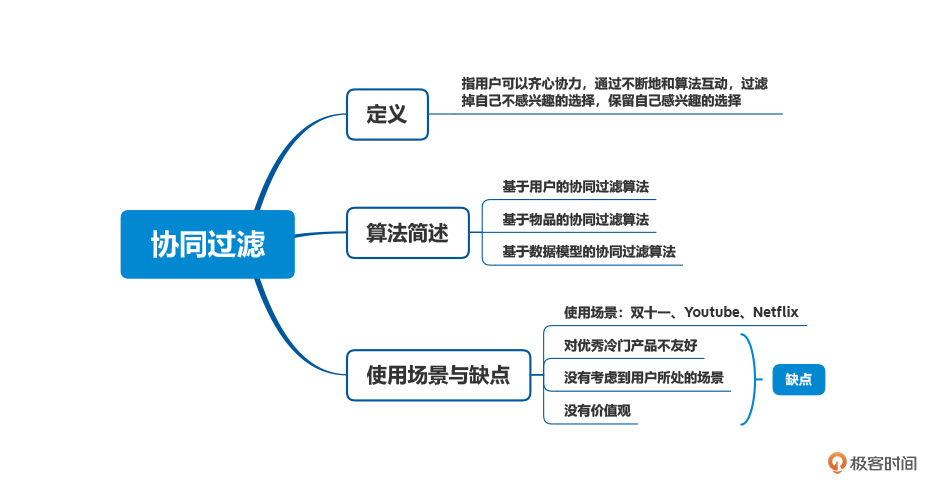 协同过滤
定义
指用户可以齐心协力，通过不断地和算法互动，过滤
掉自己不感兴趣的选择，保留自己感兴趣的选择
算法简述
基于用户的协同过滤算法
基于物品的协同过滤算法
基于数据模型的协同过滤算法
使用场景与缺点
使用场景：双十一、Youtube、Netflix
对优秀冷门产品不友好
没有考虑到用户所处的场景
没有价值观
缺点
极客时间